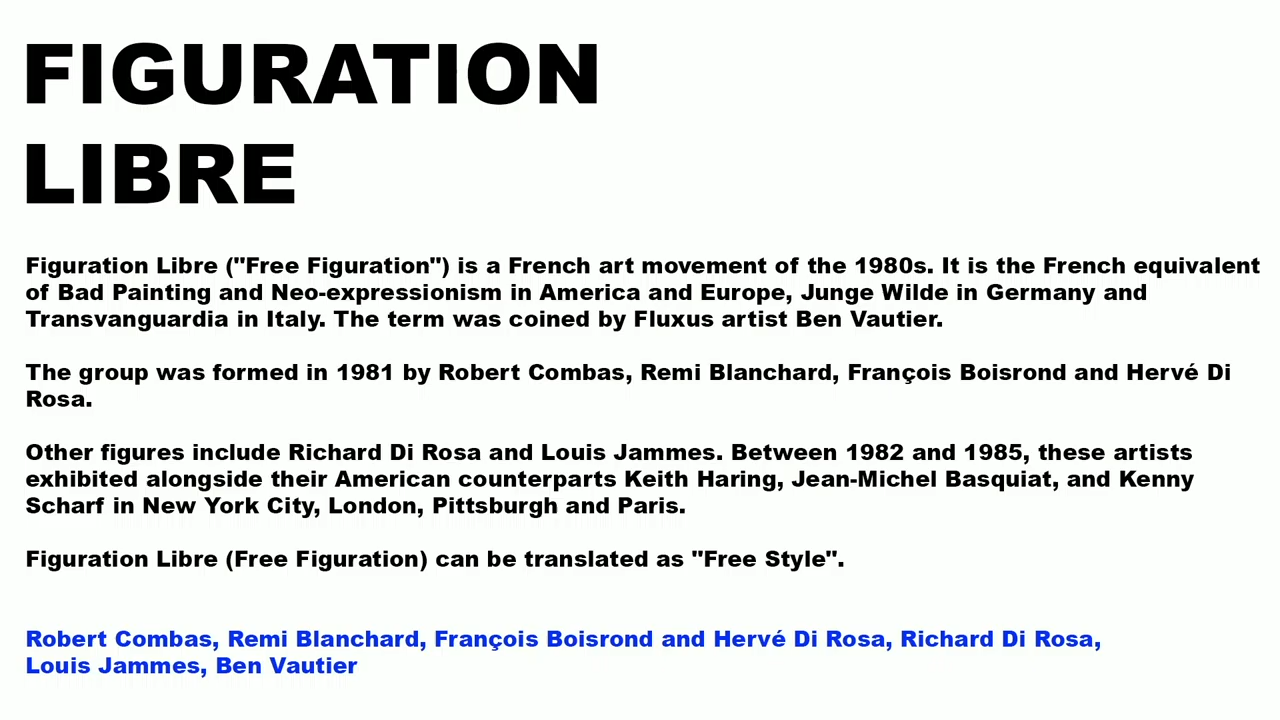 FIGURATION
LIBRE
Figuration Libre ("Free Figuration") is a French art movement of the 1980s. It is the French equivalent
of Bad Painting and Neo-expressionism in America and Europe, Junge Wilde in Germany and
Transvanguardia in Italy. The term was coined by Fluxus artist Ben Vautier.
The group was formed in 1981 by Robert Combas, Remi Blanchard, François Boisrond and Hervé Di
Rosa.
Other figures include Richard Di Rosa and Louis Jammes. Between 1982 and 1985, these artists
exhibited alongside their American counterparts Keith Haring, Jean-Michel Basquiat, and Kenny
Scharf in New York City, London, Pittsburgh and Paris.
Figuration Libre (Free Figuration) can be translated as "Free Style".
Robert Combas, Remi Blanchard, François Boisrond and Hervé Di Rosa, Richard Di Rosa,
Louis Jammes, Ben Vautier